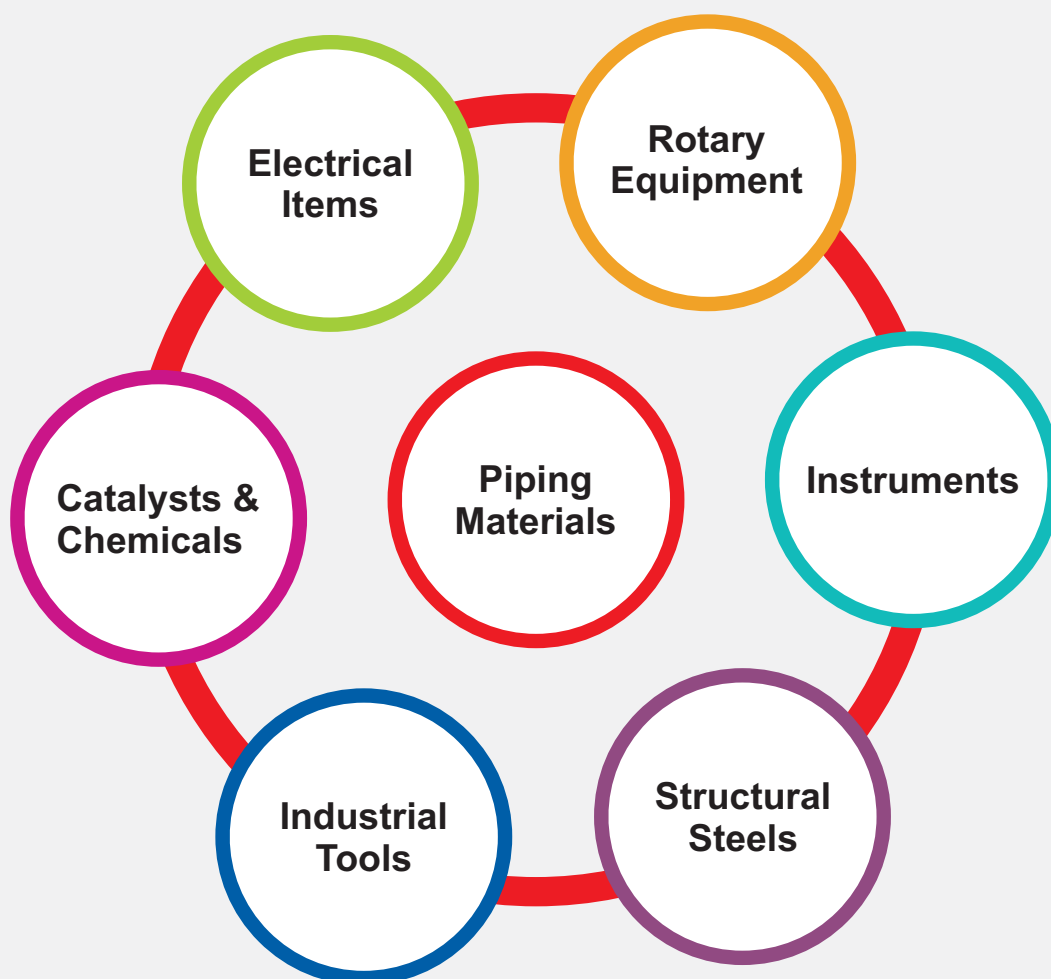 Electrical
Items
Rotary
Equipment
Catalysts &
Chemicals
Piping
Materials
Instruments
Industrial
Tools
Structural
Steels